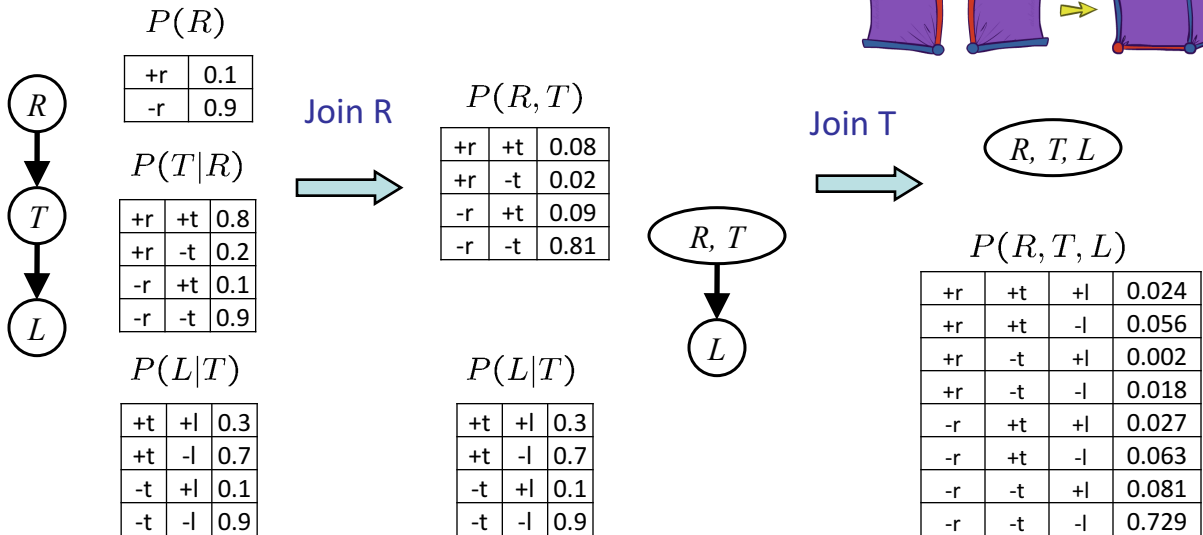 P(R)
+r 0.1
-r 0.9
R
T
L
P(T|R)
+r +t 0.8
+r -t 0.2
-r +t 0.1
-r -t 0.9
P(L|T)
+t +l 0.3
+t -l 0.7
-t +l 0.1
-t -l 0.9
Join R
P(R, T)
+r +t 0.08
+r -t 0.02
-r +t 0.09
-r -t 0.81
P(L|T)
+t +l 0.3
+t -l 0.7
-t +l 0.1
-t -l 0.9
R, T
L
Join T
R, T, L
P(R, T, L)
+r +t +l 0.024
+r +t -l 0.056
+r -t +l 0.002
+r -t -l 0.018
-r +t +l 0.027
-r +t -l 0.063
-r -t +l 0.081
-r -t -l 0.729